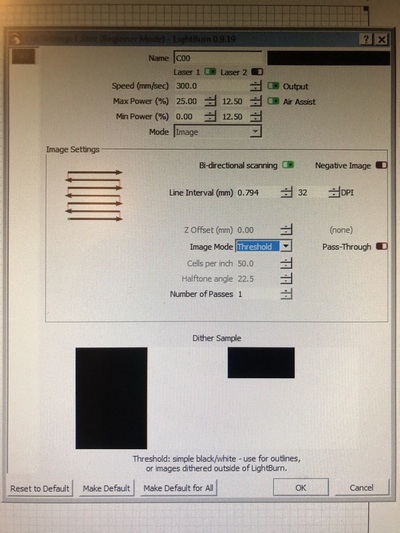 (Beginner Mode) - LightBurn 0.9.19
Name C00
Laser 1 Laser 2
Speed (mm/sec) 300.0 Output
Max Power (%) 25.00 12.50 Air Assist
Min Power (%) 0.00 12.50
Mode Image
Image Settings
Bi-directional scanning Negative Image
Line Interval (mm) 0.794 32 DPI
Z Offset (mm) 0.00 (none)
Image Mode Threshold Pass-Through
Cells per inch 50.0
Halftone angle 22.5
Number of Passes 1
Dither Sample
Threshold: simple black/white - use for outlines,
or images dithered outside of LightBurn.
Reset to Default Make Default Make Default for All OK Cancel